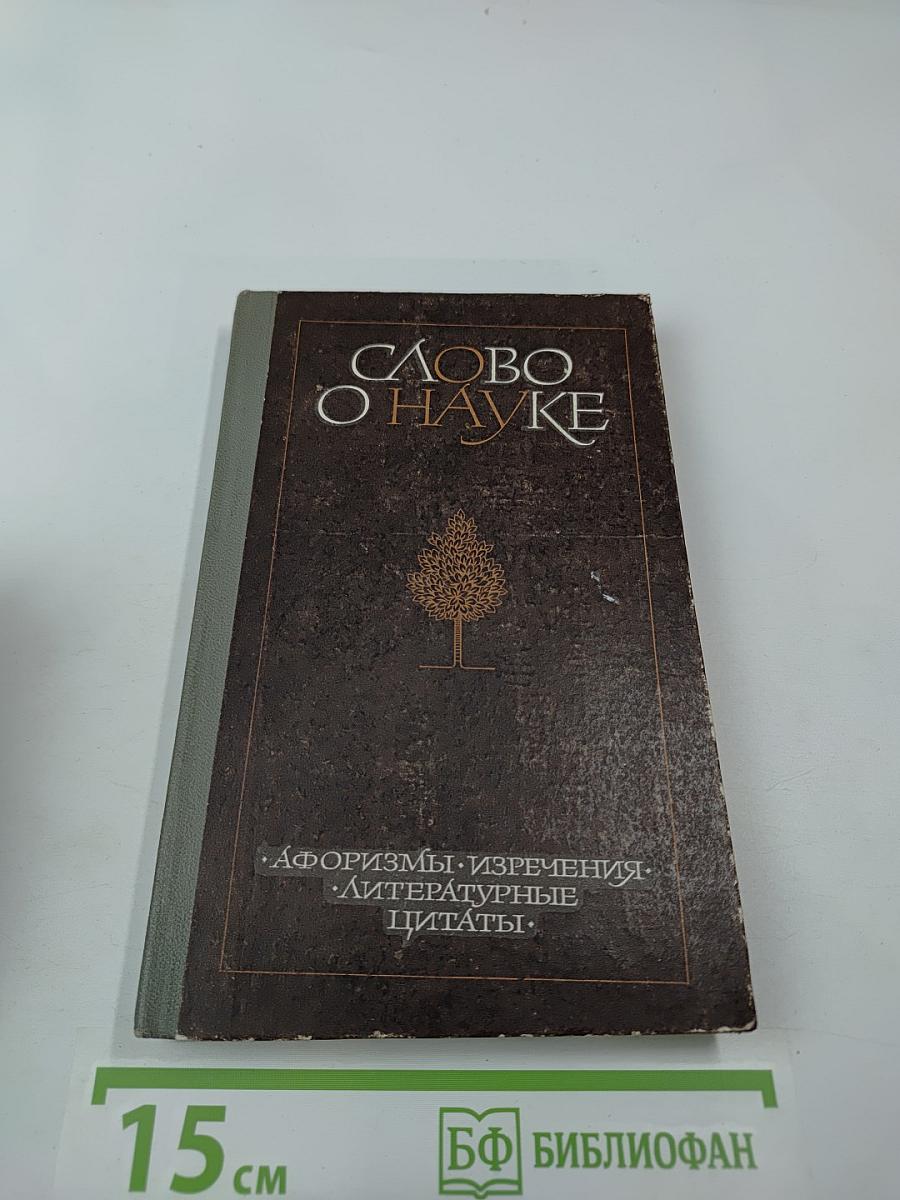 СЛОВО
О НАУКЕ
·АФОРИЗМЫ·ИЗРЕЧЕНИЯ·
·ЛИТЕРАТУРНЫЕ
ЦИТАТЫ·
15 см
БФ БИБЛИОФАН